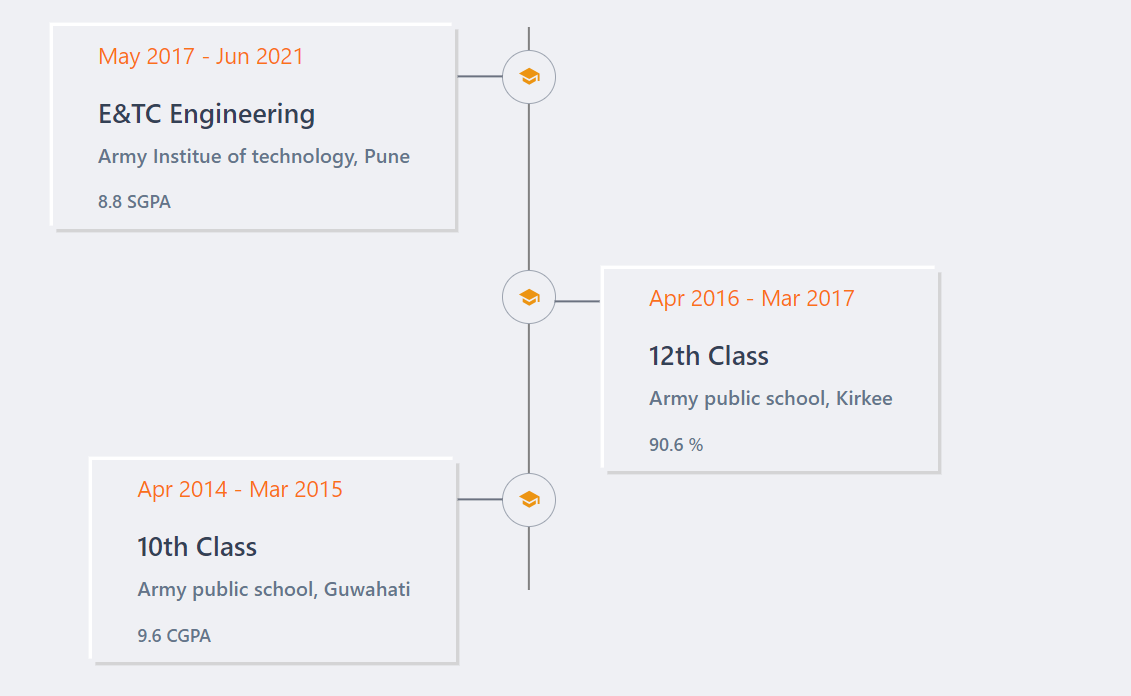 May 2017 - Jun 2021
E&TC Engineering
Army Institue of technology, Pune
8.8 SGPA
Apr 2016 - Mar 2017
12th Class
Army public school, Kirkee
90.6 %
Apr 2014 - Mar 2015
10th Class
Army public school, Guwahati
9.6 CGPA